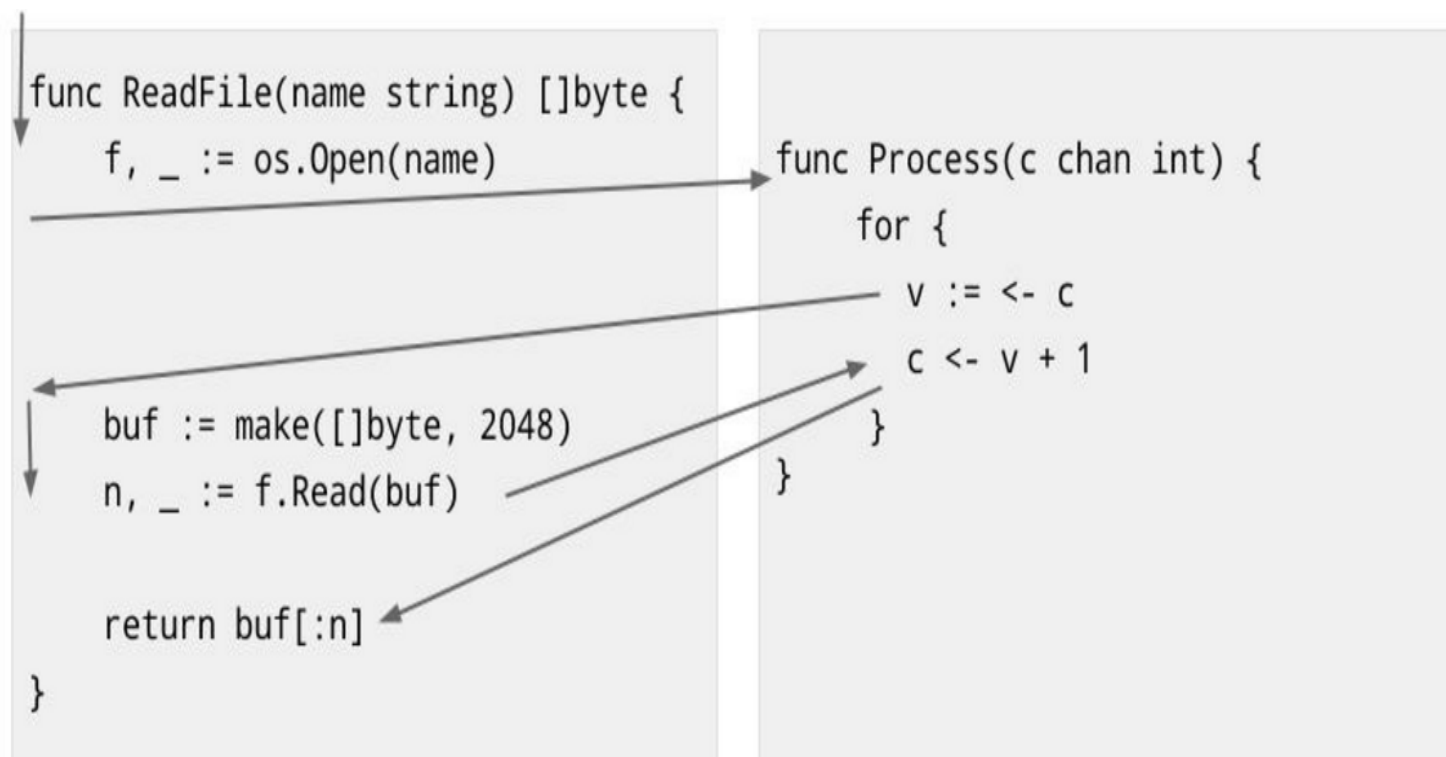 func ReadFile(name string) []byte {
    f, _ := os.Open(name)
    buf := make([]byte, 2048)
    n, _ := f.Read(buf)
    return buf[:n]
}
func Process(c chan int) {
    for {
        v := <- c
        c <- v + 1
    }
}